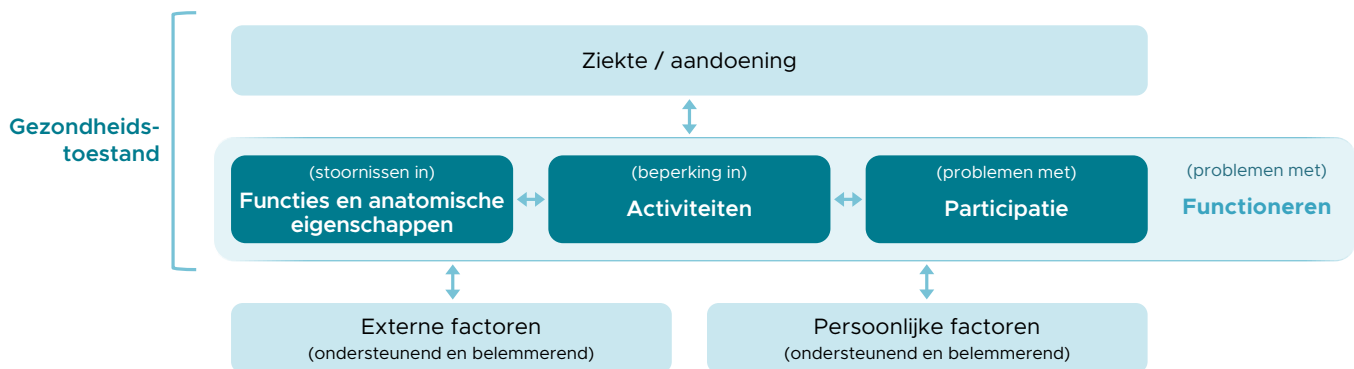 Ziekte / aandoening
Gezondheids-
toestand
(stoornissen in)
Functies en anatomische
eigenschappen
(beperking in)
Activiteiten
(problemen met)
Participatie
(problemen met)
Functioneren
Externe factoren
(ondersteunend en belemmerend)
Persoonlijke factoren
(ondersteunend en belemmerend)